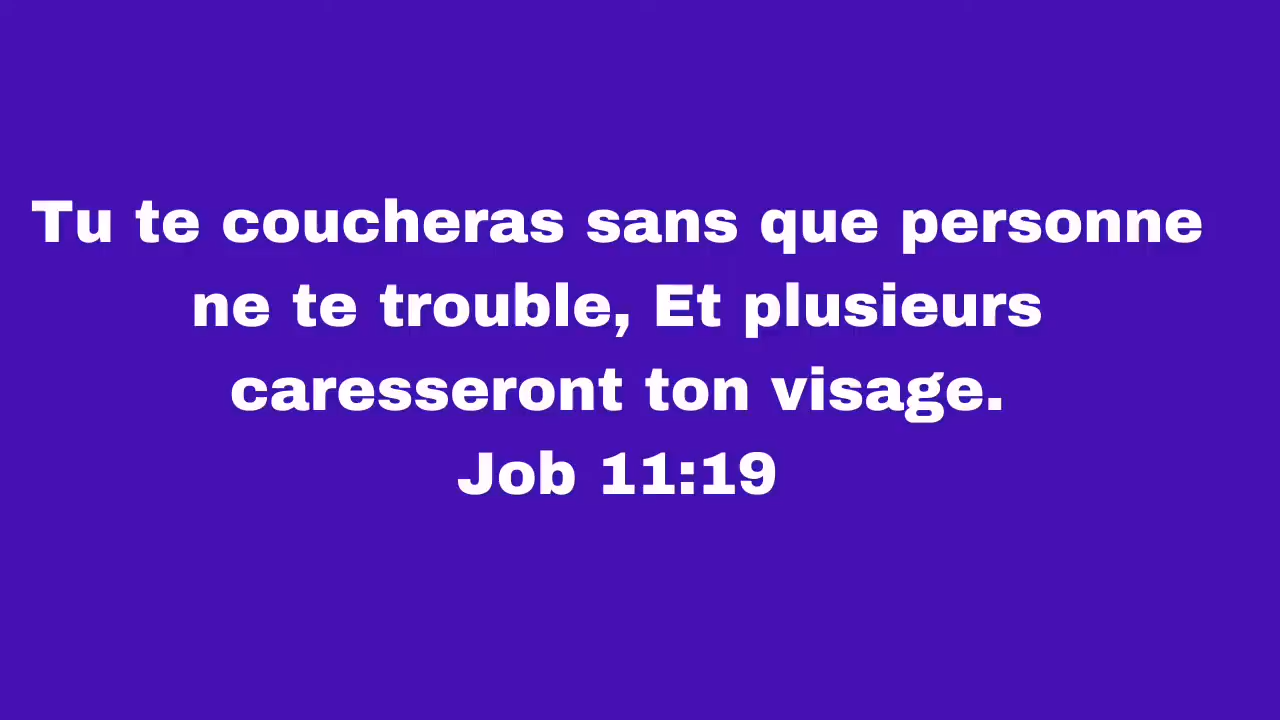 Tu te coucheras sans que personne
ne te trouble, Et plusieurs
caresseront ton visage.
Job 11:19